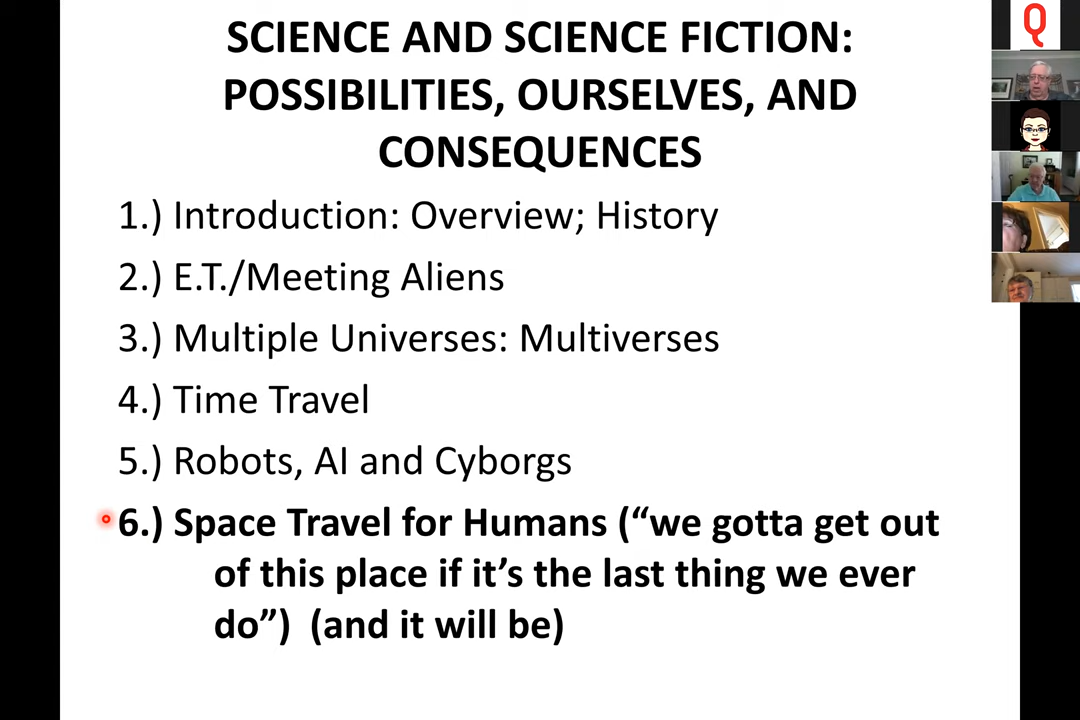 SCIENCE AND SCIENCE FICTION:
POSSIBILITIES, OURSELVES, AND
CONSEQUENCES
1.) Introduction: Overview; History
2.) E.T./Meeting Aliens
3.) Multiple Universes: Multiverses
4.) Time Travel
5.) Robots, AI and Cyborgs
6.) Space Travel for Humans (“we gotta get out
of this place if it’s the last thing we ever
do”)  (and it will be)
Q